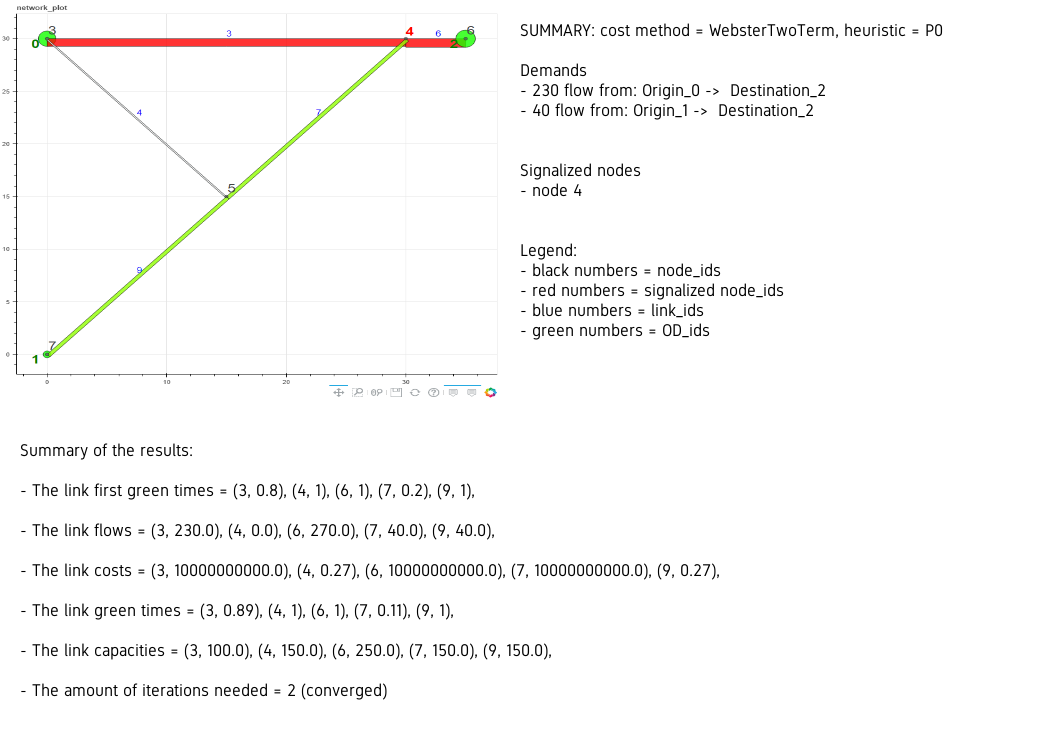 network_plot
SUMMARY: cost method = WebsterTwoTerm, heuristic = P0
Demands
- 230 flow from: Origin_0 -> Destination_2
- 40 flow from: Origin_1 -> Destination_2
Signalized nodes
- node 4
Legend:
- black numbers = node_ids
- red numbers = signalized node_ids
- blue numbers = link_ids
- green numbers = OD_ids
30
25
20
15
10
5
0
0
10
20
30
3
0
3
4
6
6
2
4
7
5
9
7
1
Summary of the results:
- The link first green times = (3, 0.8), (4, 1), (6, 1), (7, 0.2), (9, 1),
- The link flows = (3, 230.0), (4, 0.0), (6, 270.0), (7, 40.0), (9, 40.0),
- The link costs = (3, 10000000000.0), (4, 0.27), (6, 10000000000.0), (7, 10000000000.0), (9, 0.27),
- The link green times = (3, 0.89), (4, 1), (6, 1), (7, 0.11), (9, 1),
- The link capacities = (3, 100.0), (4, 150.0), (6, 250.0), (7, 150.0), (9, 150.0),
- The amount of iterations needed = 2 (converged)